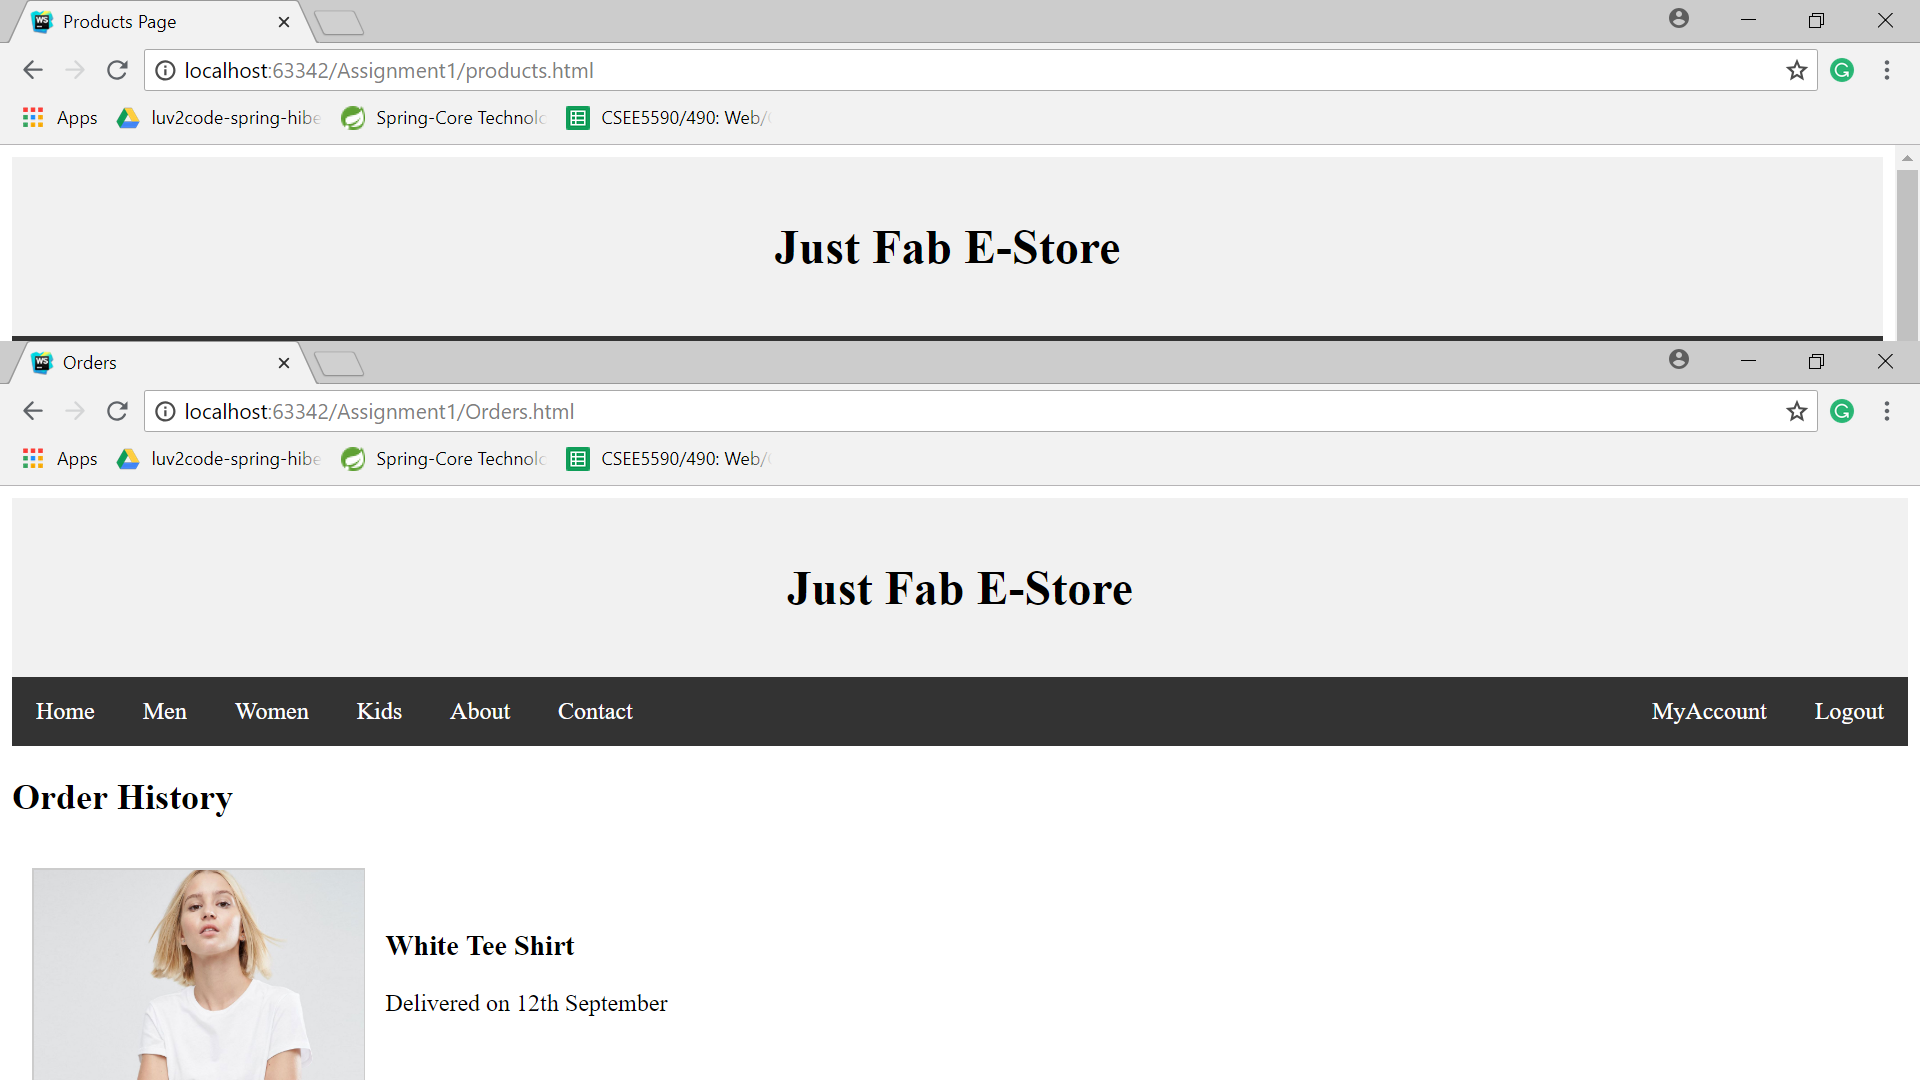 Products Page
localhost:63342/Assignment1/products.html
Apps luv2code-spring-hibe Spring-Core Technolo CSEE5590/490: Web/
Just Fab E-Store
Orders
localhost:63342/Assignment1/Orders.html
Apps luv2code-spring-hibe Spring-Core Technolo CSEE5590/490: Web/
Just Fab E-Store
Home Men Women Kids About Contact MyAccount Logout
Order History
White Tee Shirt
Delivered on 12th September